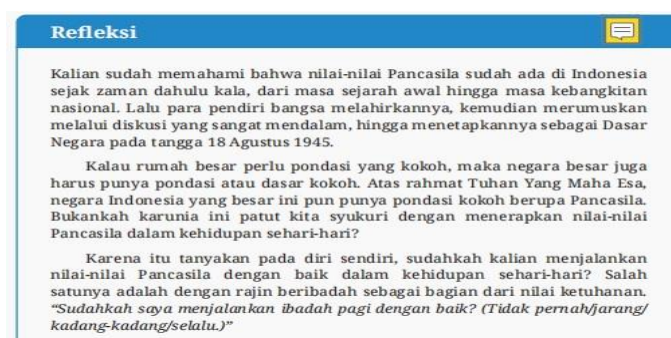 Refleksi
Kalian sudah memahami bahwa nilai-nilai Pancasila sudah ada di Indonesia
sejak zaman dahulu kala, dari masa sejarah awal hingga masa kebangkitan
nasional. Lalu para pendiri bangsa melahirkannya, kemudian merumuskan
melalui diskusi yang sangat mendalam, hingga menetapkannya sebagai Dasar
Negara pada tangga 18 Agustus 1945.
Kalau rumah besar perlu pondasi yang kokoh, maka negara besar juga
harus punya pondasi atau dasar kokoh. Atas rahmat Tuhan Yang Maha Esa,
negara Indonesia yang besar ini pun punya pondasi kokoh berupa Pancasila.
Bukankah karunia ini patut kita syukuri dengan menerapkan nilai-nilai
Pancasila dalam kehidupan sehari-hari?
Karena itu tanyakan pada diri sendiri, sudahkah kalian menjalankan
nilai-nilai Pancasila dengan baik dalam kehidupan sehari-hari? Salah
satunya adalah dengan rajin beribadah sebagai bagian dari nilai ketuhanan.
“Sudahkah saya menjalankan ibadah pagi dengan baik? (Tidak pernah/jarang/
kadang-kadang/selalu.)”